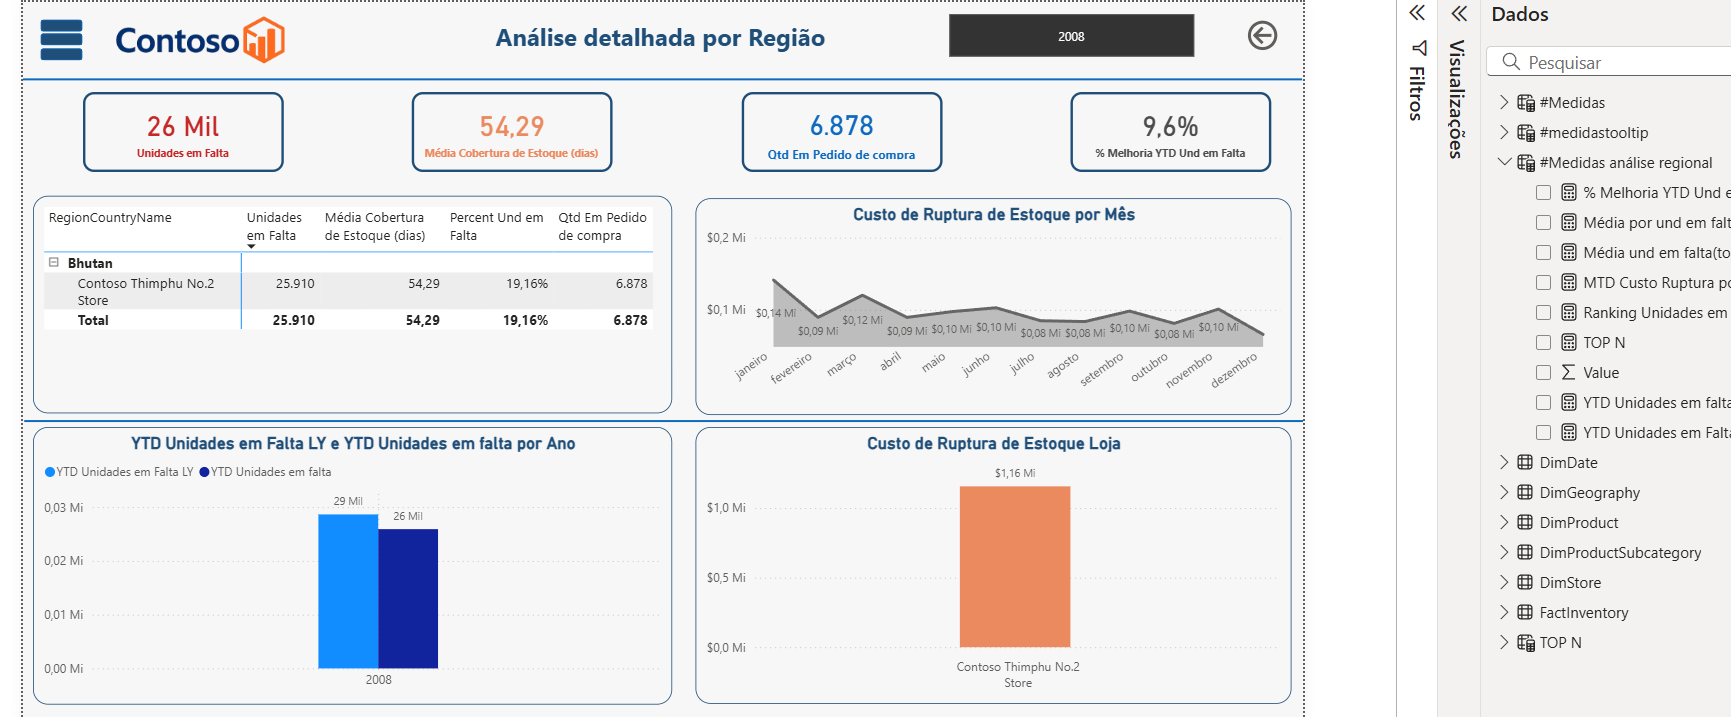 Contoso
Análise detalhada por Região
2008
26 Mil
Unidades em Falta
54,29
Média Cobertura de Estoque (dias)
6.878
Qtd Em Pedido de compra
9,6%
% Melhoria YTD Und em Falta
RegionCountryName
Unidades em Falta
Média Cobertura de Estoque (dias)
Percent Und em Falta
Qtd Em Pedido de compra
Bhutan
Contoso Thimphu No.2 Store
25.910
54,29
19,16%
6.878
Total
25.910
54,29
19,16%
6.878
Custo de Ruptura de Estoque por Mês
$0,2 Mi
$0,1 Mi
$0,14 Mi
$0,09 Mi
$0,12 Mi
$0,09 Mi
$0,10 Mi
$0,10 Mi
$0,08 Mi
$0,08 Mi
$0,10 Mi
$0,08 Mi
$0,10 Mi
janeiro
fevereiro
março
abril
maio
junho
julho
agosto
setembro
outubro
novembro
dezembro
YTD Unidades em Falta LY e YTD Unidades em falta por Ano
YTD Unidades em Falta LY
YTD Unidades em falta
0,03 Mi
0,02 Mi
0,01 Mi
0,00 Mi
29 Mil
26 Mil
2008
Custo de Ruptura de Estoque Loja
$1,16 Mi
$1,0 Mi
$0,5 Mi
$0,0 Mi
Contoso Thimphu No.2
Store
Filtros
Visualizações
Dados
Pesquisar
#Medidas
#medidastooltip
#Medidas análise regional
% Melhoria YTD Und e
Média por und em falt
Média und em falta(to
MTD Custo Ruptura po
Ranking Unidades em
TOP N
Value
YTD Unidades em falta
YTD Unidades em Falta
DimDate
DimGeography
DimProduct
DimProductSubcategory
DimStore
FactInventory
TOP N